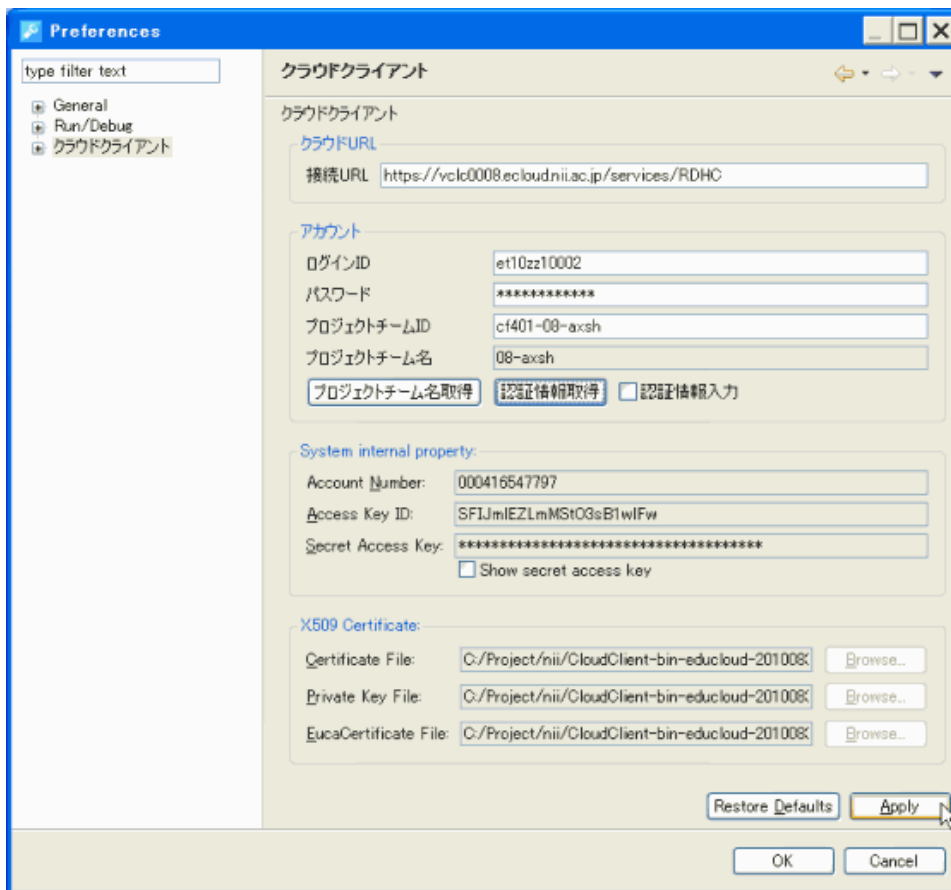 Preferences
type filter text
General
Run/Debug
クラウドクライアント
クラウドクライアント
クラウドクライアント
クラウドURL
接続URL https://vclc0008.ecloud.nii.ac.jp/services/RDHC
アカウント
ログインID et10zz10002
パスワード ************
プロジェクトチームID cf401-08-axsh
プロジェクトチーム名 08-axsh
プロジェクトチーム名取得 認証情報取得 認証情報入力
System internal property:
Account Number: 000416547797
Access Key ID: SFIJmIEZLmMStO3sB1wIFw
Secret Access Key: *************************************
Show secret access key
X509 Certificate:
Certificate File: C:/Project/nii/CloudClient-bin-educloud-201008 Browse...
Private Key File: C:/Project/nii/CloudClient-bin-educloud-201008 Browse...
EucaCertificate File: C:/Project/nii/CloudClient-bin-educloud-201008 Browse...
Restore Defaults Apply
OK Cancel